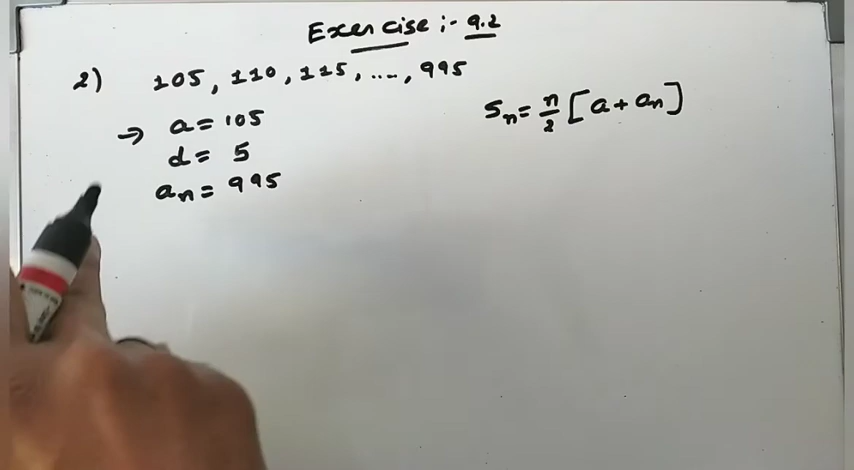 Exercise :- 9.2
2) 105, 110, 115, ...., 995
Sn = n/2 [a + an]
→ a = 105
d = 5
an = 995